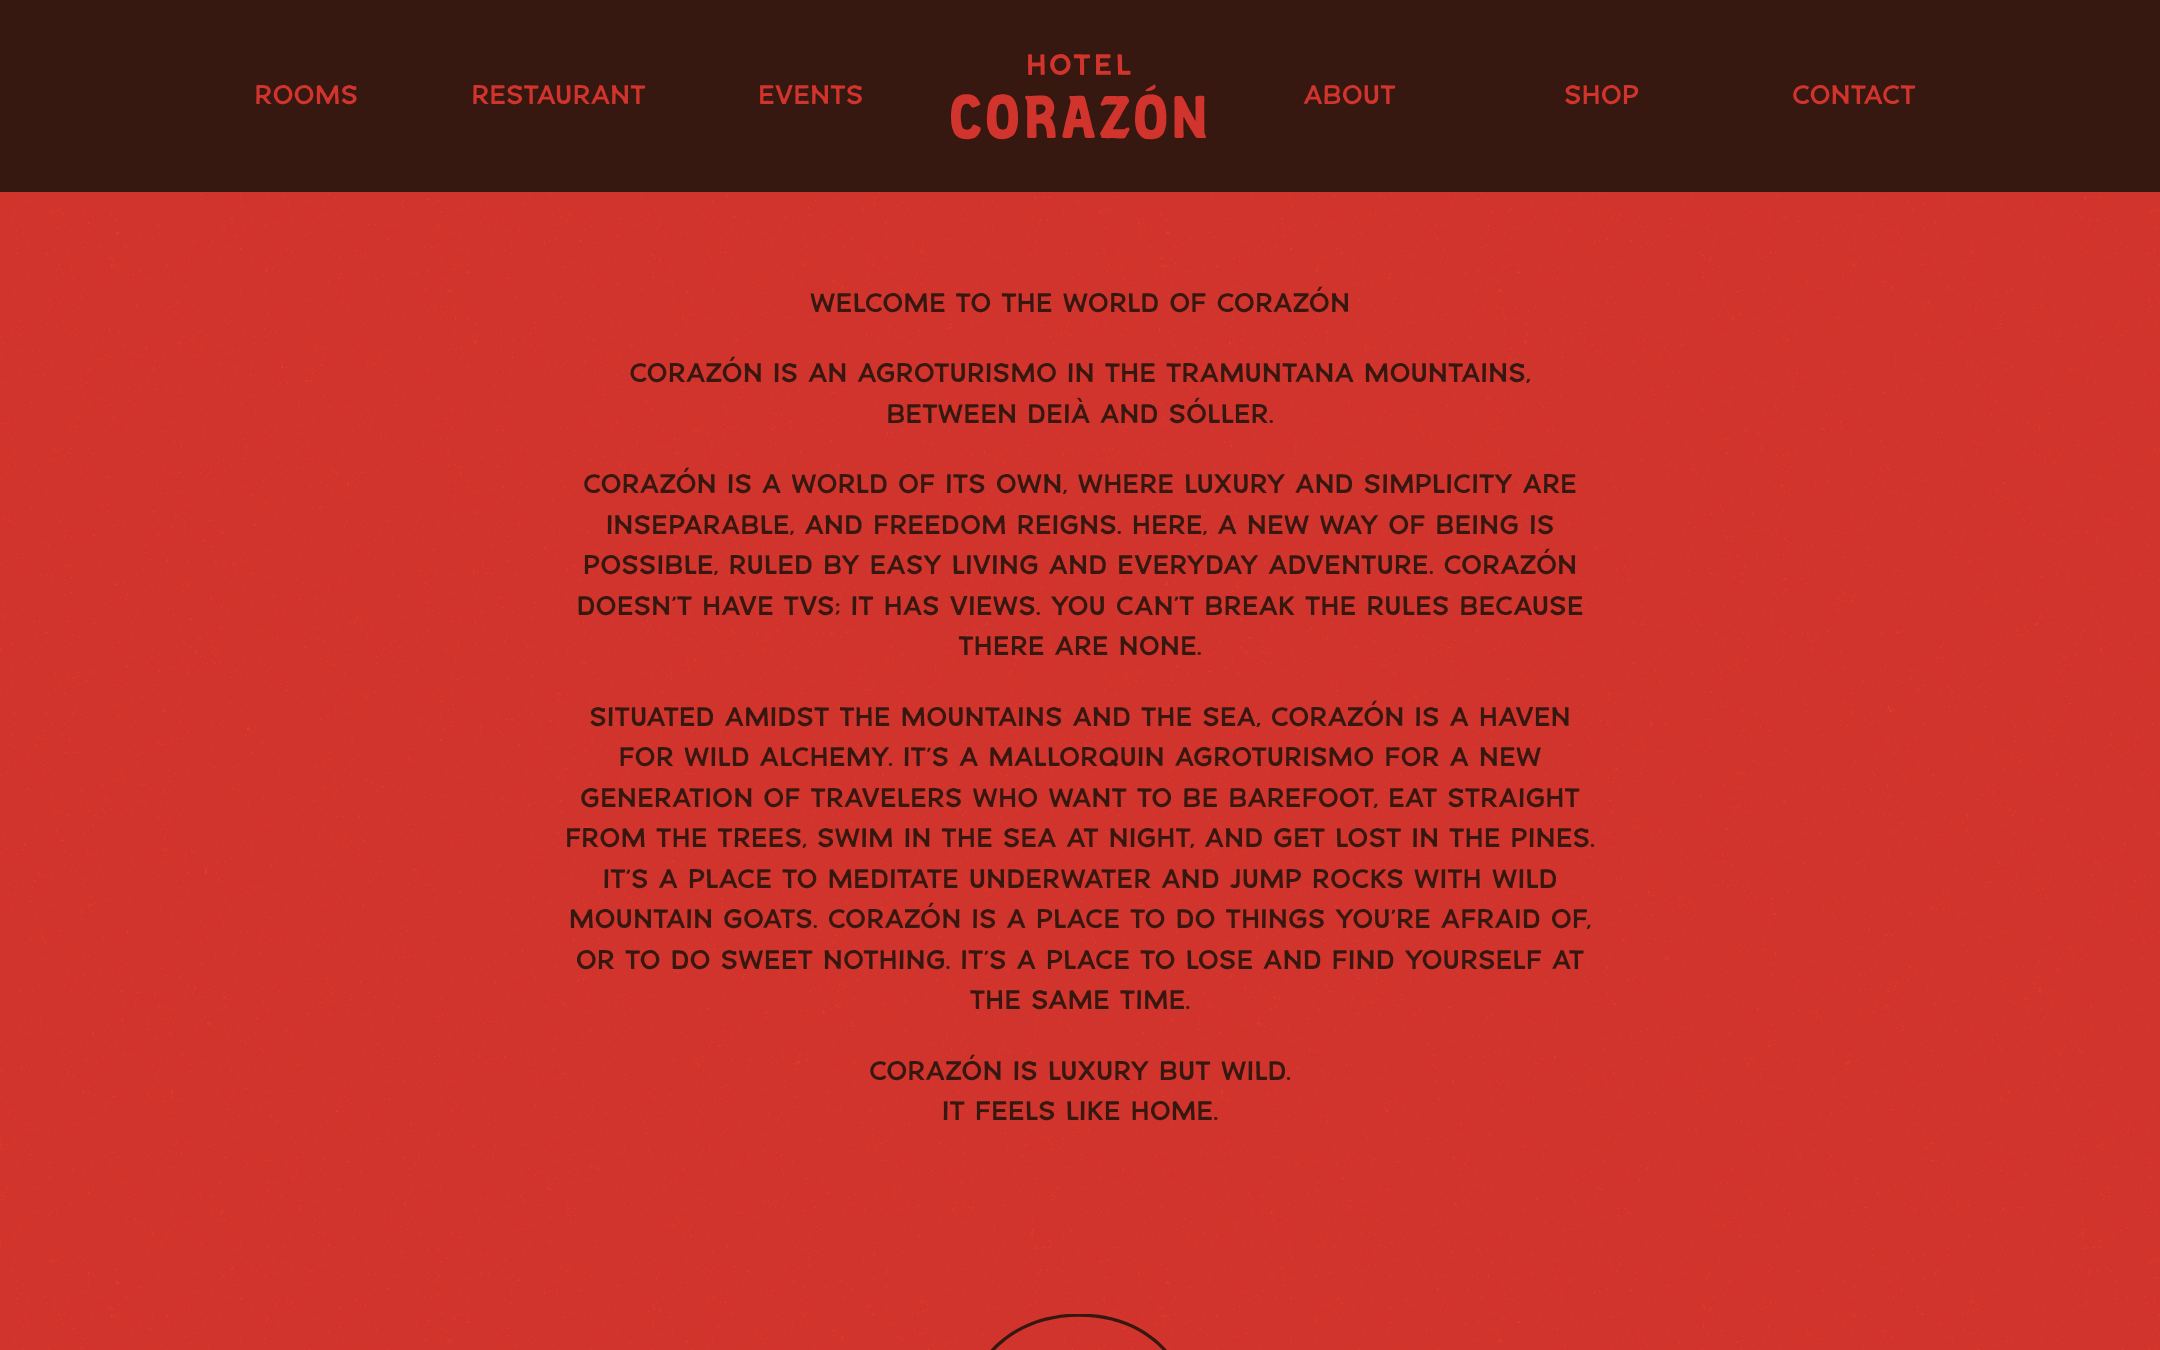 ROOMS
RESTAURANT
EVENTS
HOTEL
CORAZÓN
ABOUT
SHOP
CONTACT
WELCOME TO THE WORLD OF CORAZÓN
CORAZÓN IS AN AGROTURISMO IN THE TRAMUNTANA MOUNTAINS,
BETWEEN DEIÀ AND SÓLLER.
CORAZÓN IS A WORLD OF ITS OWN, WHERE LUXURY AND SIMPLICITY ARE
INSEPARABLE, AND FREEDOM REIGNS. HERE, A NEW WAY OF BEING IS
POSSIBLE, RULED BY EASY LIVING AND EVERYDAY ADVENTURE. CORAZÓN
DOESN'T HAVE TVS; IT HAS VIEWS. YOU CAN'T BREAK THE RULES BECAUSE
THERE ARE NONE.
SITUATED AMIDST THE MOUNTAINS AND THE SEA, CORAZÓN IS A HAVEN
FOR WILD ALCHEMY. IT'S A MALLORQUIN AGROTURISMO FOR A NEW
GENERATION OF TRAVELERS WHO WANT TO BE BAREFOOT, EAT STRAIGHT
FROM THE TREES, SWIM IN THE SEA AT NIGHT, AND GET LOST IN THE PINES.
IT'S A PLACE TO MEDITATE UNDERWATER AND JUMP ROCKS WITH WILD
MOUNTAIN GOATS. CORAZÓN IS A PLACE TO DO THINGS YOU'RE AFRAID OF,
OR TO DO SWEET NOTHING. IT'S A PLACE TO LOSE AND FIND YOURSELF AT
THE SAME TIME.
CORAZÓN IS LUXURY BUT WILD.
IT FEELS LIKE HOME.